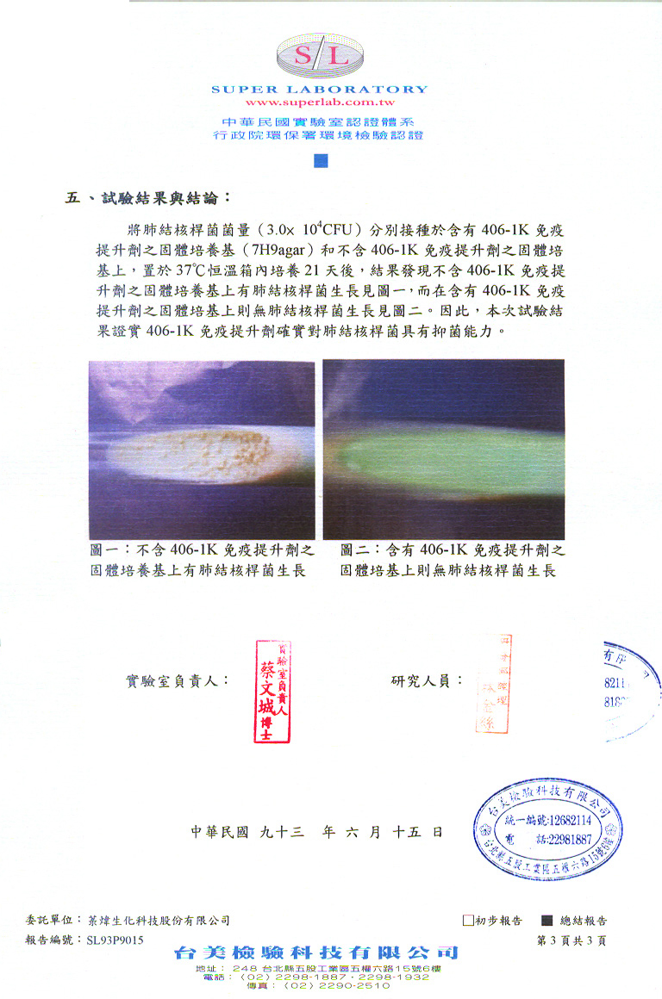 S/L
SUPER LABORATORY
www.superlab.com.tw
中華民國實驗室認證體系
行政院環保署環境檢驗認證
五、試驗結果與結論：
將肺結核桿菌菌量（3.0x 10⁴CFU）分別接種於含有 406-1K 免疫
提升劑之固體培養基（7H9agar）和不含 406-1K 免疫提升劑之固體培
基上，置於 37℃恒溫箱內培養 21 天後，結果發現不含 406-1K 免疫提
升劑之固體培養基上有肺結核桿菌生長見圖一，而在含有 406-1K 免疫
提升劑之固體培基上則無肺結核桿菌生長見圖二。因此，本次試驗結
果證實 406-1K 免疫提升劑確實對肺結核桿菌具有抑菌能力。
圖一：不含 406-1K 免疫提升劑之
固體培養基上有肺結核桿菌生長
圖二：含有 406-1K 免疫提升劑之
固體培基上則無肺結核桿菌生長
實驗室負責人：
實驗室負責人
蔡文城博士
研究人員：
有
8211
818
台美檢驗科技有限公司
統一編號:12682114
電 話:22981887
台北縣五股工業區五權六路15號6樓
中華民國 九十三 年 六 月 十五 日
委託單位：葉煒生化科技股份有限公司
報告編號：SL93P9015
□初步報告 ■ 總結報告
第 3 頁共 3 頁
台美檢驗科技有限公司
地址：248 台北縣五股工業區五權六路15號6樓
電話：（02）2298-1887・2298-1932
傳真：（02）2290-2510